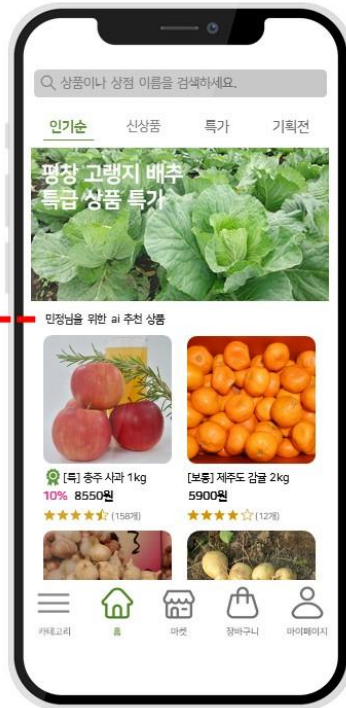 상품이나 상점 이름을 검색하세요.
인기순 신상품 특가 기획전
평창 고랭지 배추
특급 상품 특가
민정님을 위한 ai 추천 상품
[특] 충주 사과 1kg
10% 8550원
(158개)
[보통] 제주도 감귤 2kg
5900원
(12개)
카테고리 홈 마켓 장바구니 마이페이지